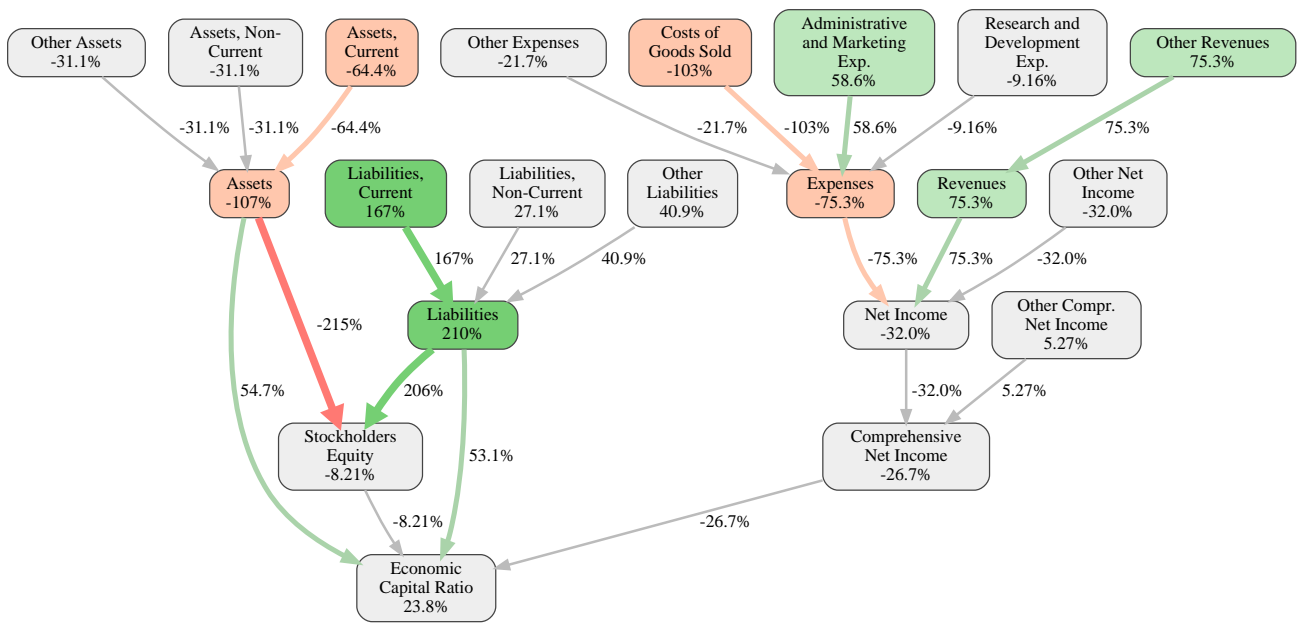 Other Assets
-31.1%
Assets, Non-
Current
-31.1%
Assets,
Current
-64.4%
Other Expenses
-21.7%
Costs of
Goods Sold
-103%
Administrative
and Marketing
Exp.
58.6%
Research and
Development
Exp.
-9.16%
Other Revenues
75.3%
-31.1%
-31.1%
-64.4%
-21.7%
-103%
58.6%
-9.16%
75.3%
Assets
-107%
Liabilities,
Current
167%
Liabilities,
Non-Current
27.1%
Other
Liabilities
40.9%
Expenses
-75.3%
Revenues
75.3%
Other Net
Income
-32.0%
167%
27.1%
40.9%
-75.3%
75.3%
-32.0%
-215%
Liabilities
210%
Net Income
-32.0%
Other Compr.
Net Income
5.27%
54.7%
206%
-32.0%
5.27%
Stockholders
Equity
-8.21%
53.1%
Comprehensive
Net Income
-26.7%
-8.21%
-26.7%
Economic
Capital Ratio
23.8%